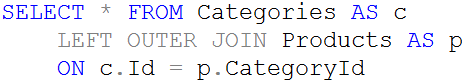 SELECT * FROM Categories AS c
LEFT OUTER JOIN Products AS p
ON c.Id = p.CategoryId